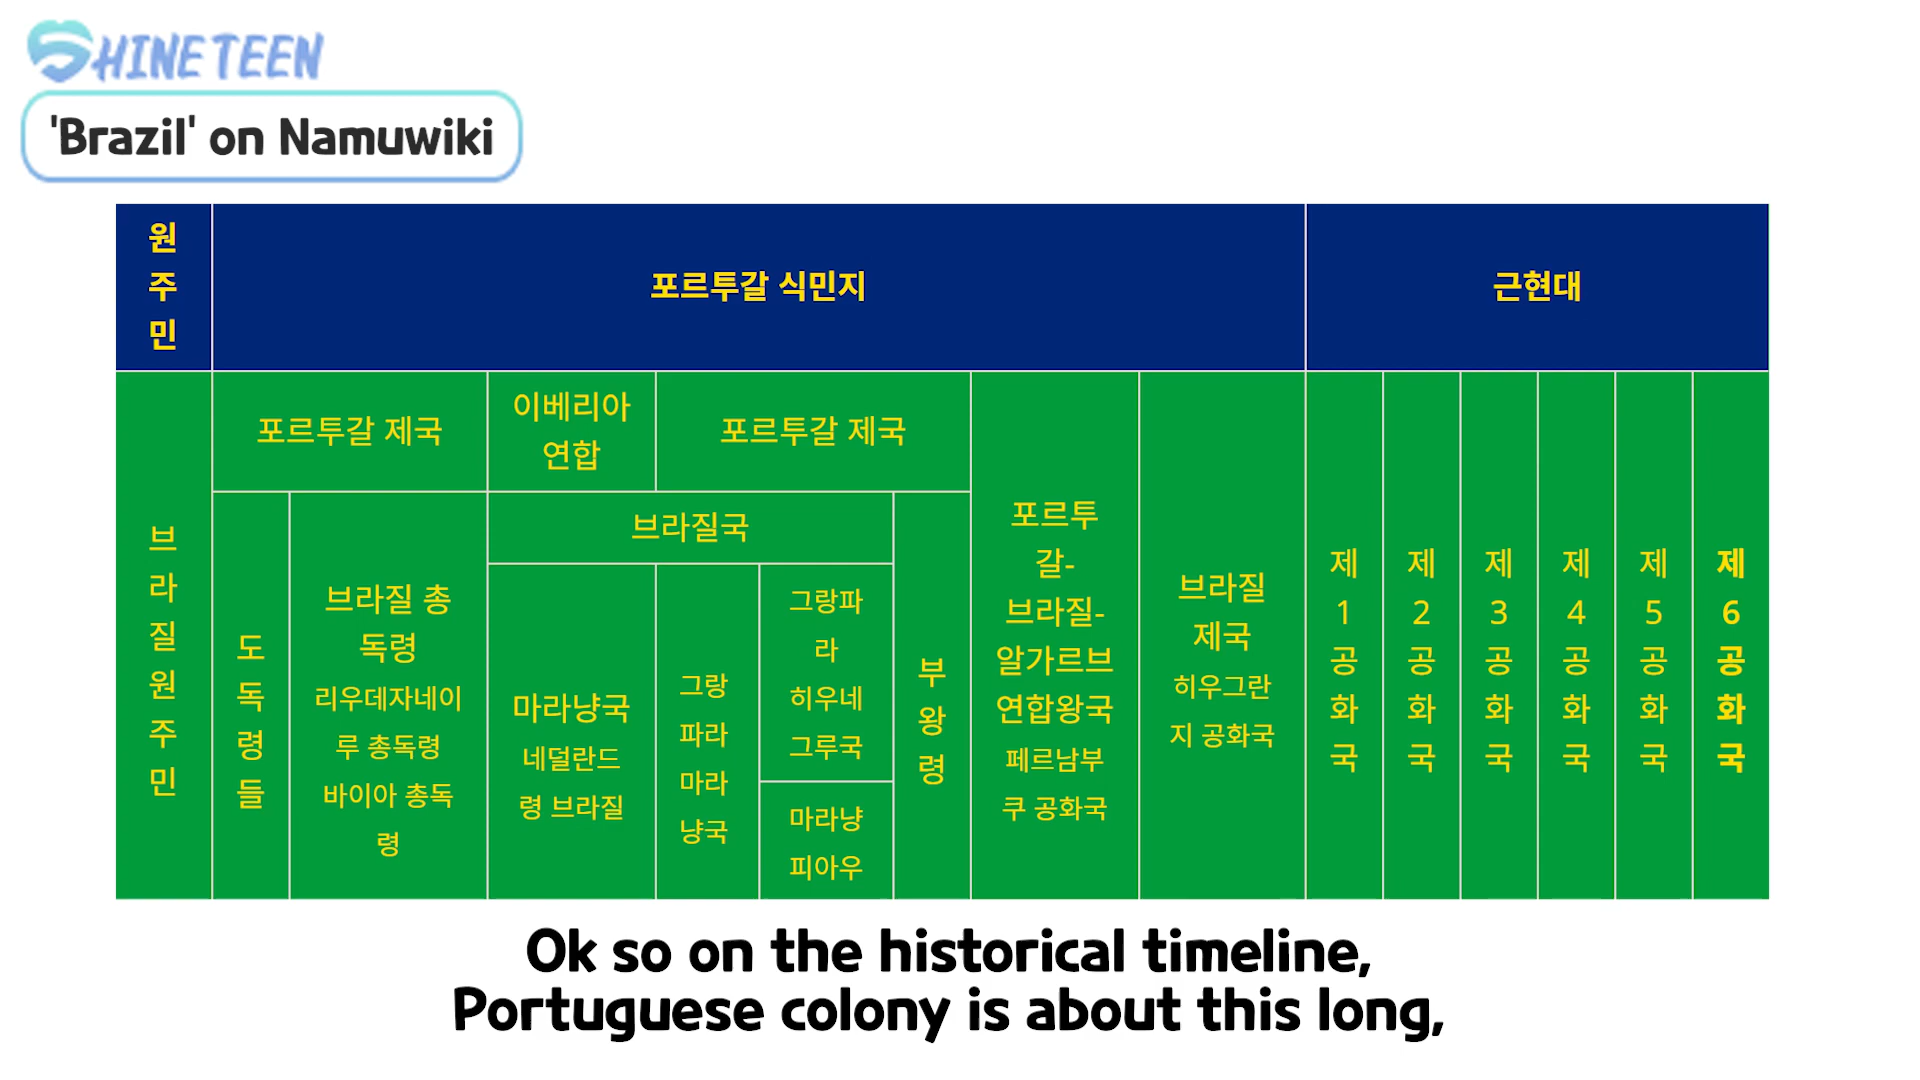 SHINETEEN
'Brazil' on Namuwiki
원
주
민
포르투갈 식민지
근현대
브
라
질
원
주
민
포르투갈 제국
이베리아
연합
포르투갈 제국
도
독
령
들
브라질 총
독령
리우데자네이
루 총독령
바이아 총독
령
브라질국
마라냥국
네덜란드
령 브라질
그랑
파라
마라
냥국
그랑파
라
히우네
그루국
마라냥
피아우
부
왕
령
포르투
갈-
브라질-
알가르브
연합왕국
페르남부
쿠 공화국
브라질
제국
히우그란
지 공화국
제
1
공
화
국
제
2
공
화
국
제
3
공
화
국
제
4
공
화
국
제
5
공
화
국
제
6
공
화
국
Ok so on the historical timeline,
Portuguese colony is about this long,